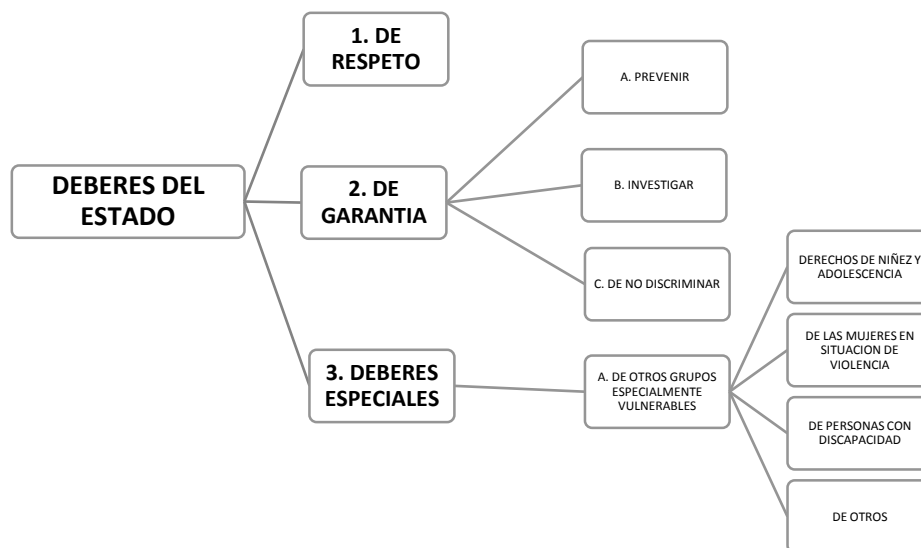 DEBERES DEL
ESTADO
1. DE
RESPETO
2. DE
GARANTIA
A. PREVENIR
B. INVESTIGAR
C. DE NO DISCRIMINAR
3. DEBERES
ESPECIALES
A. DE OTROS GRUPOS
ESPECIALMENTE
VULNERABLES
DERECHOS DE NIÑEZ Y
ADOLESCENCIA
DE LAS MUJERES EN
SITUACION DE
VIOLENCIA
DE PERSONAS CON
DISCAPACIDAD
DE OTROS